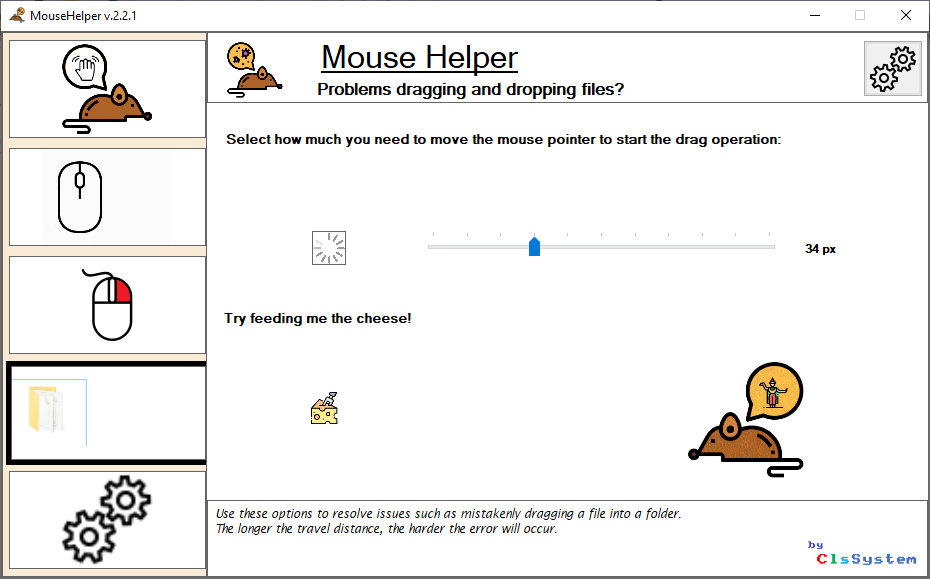 MouseHelper v.2.2.1
Mouse Helper
Problems dragging and dropping files?
Select how much you need to move the mouse pointer to start the drag operation:
34 px
Try feeding me the cheese!
Use these options to resolve issues such as mistakenly dragging a file into a folder.
The longer the travel distance, the harder the error will occur.
by
ClsSystem